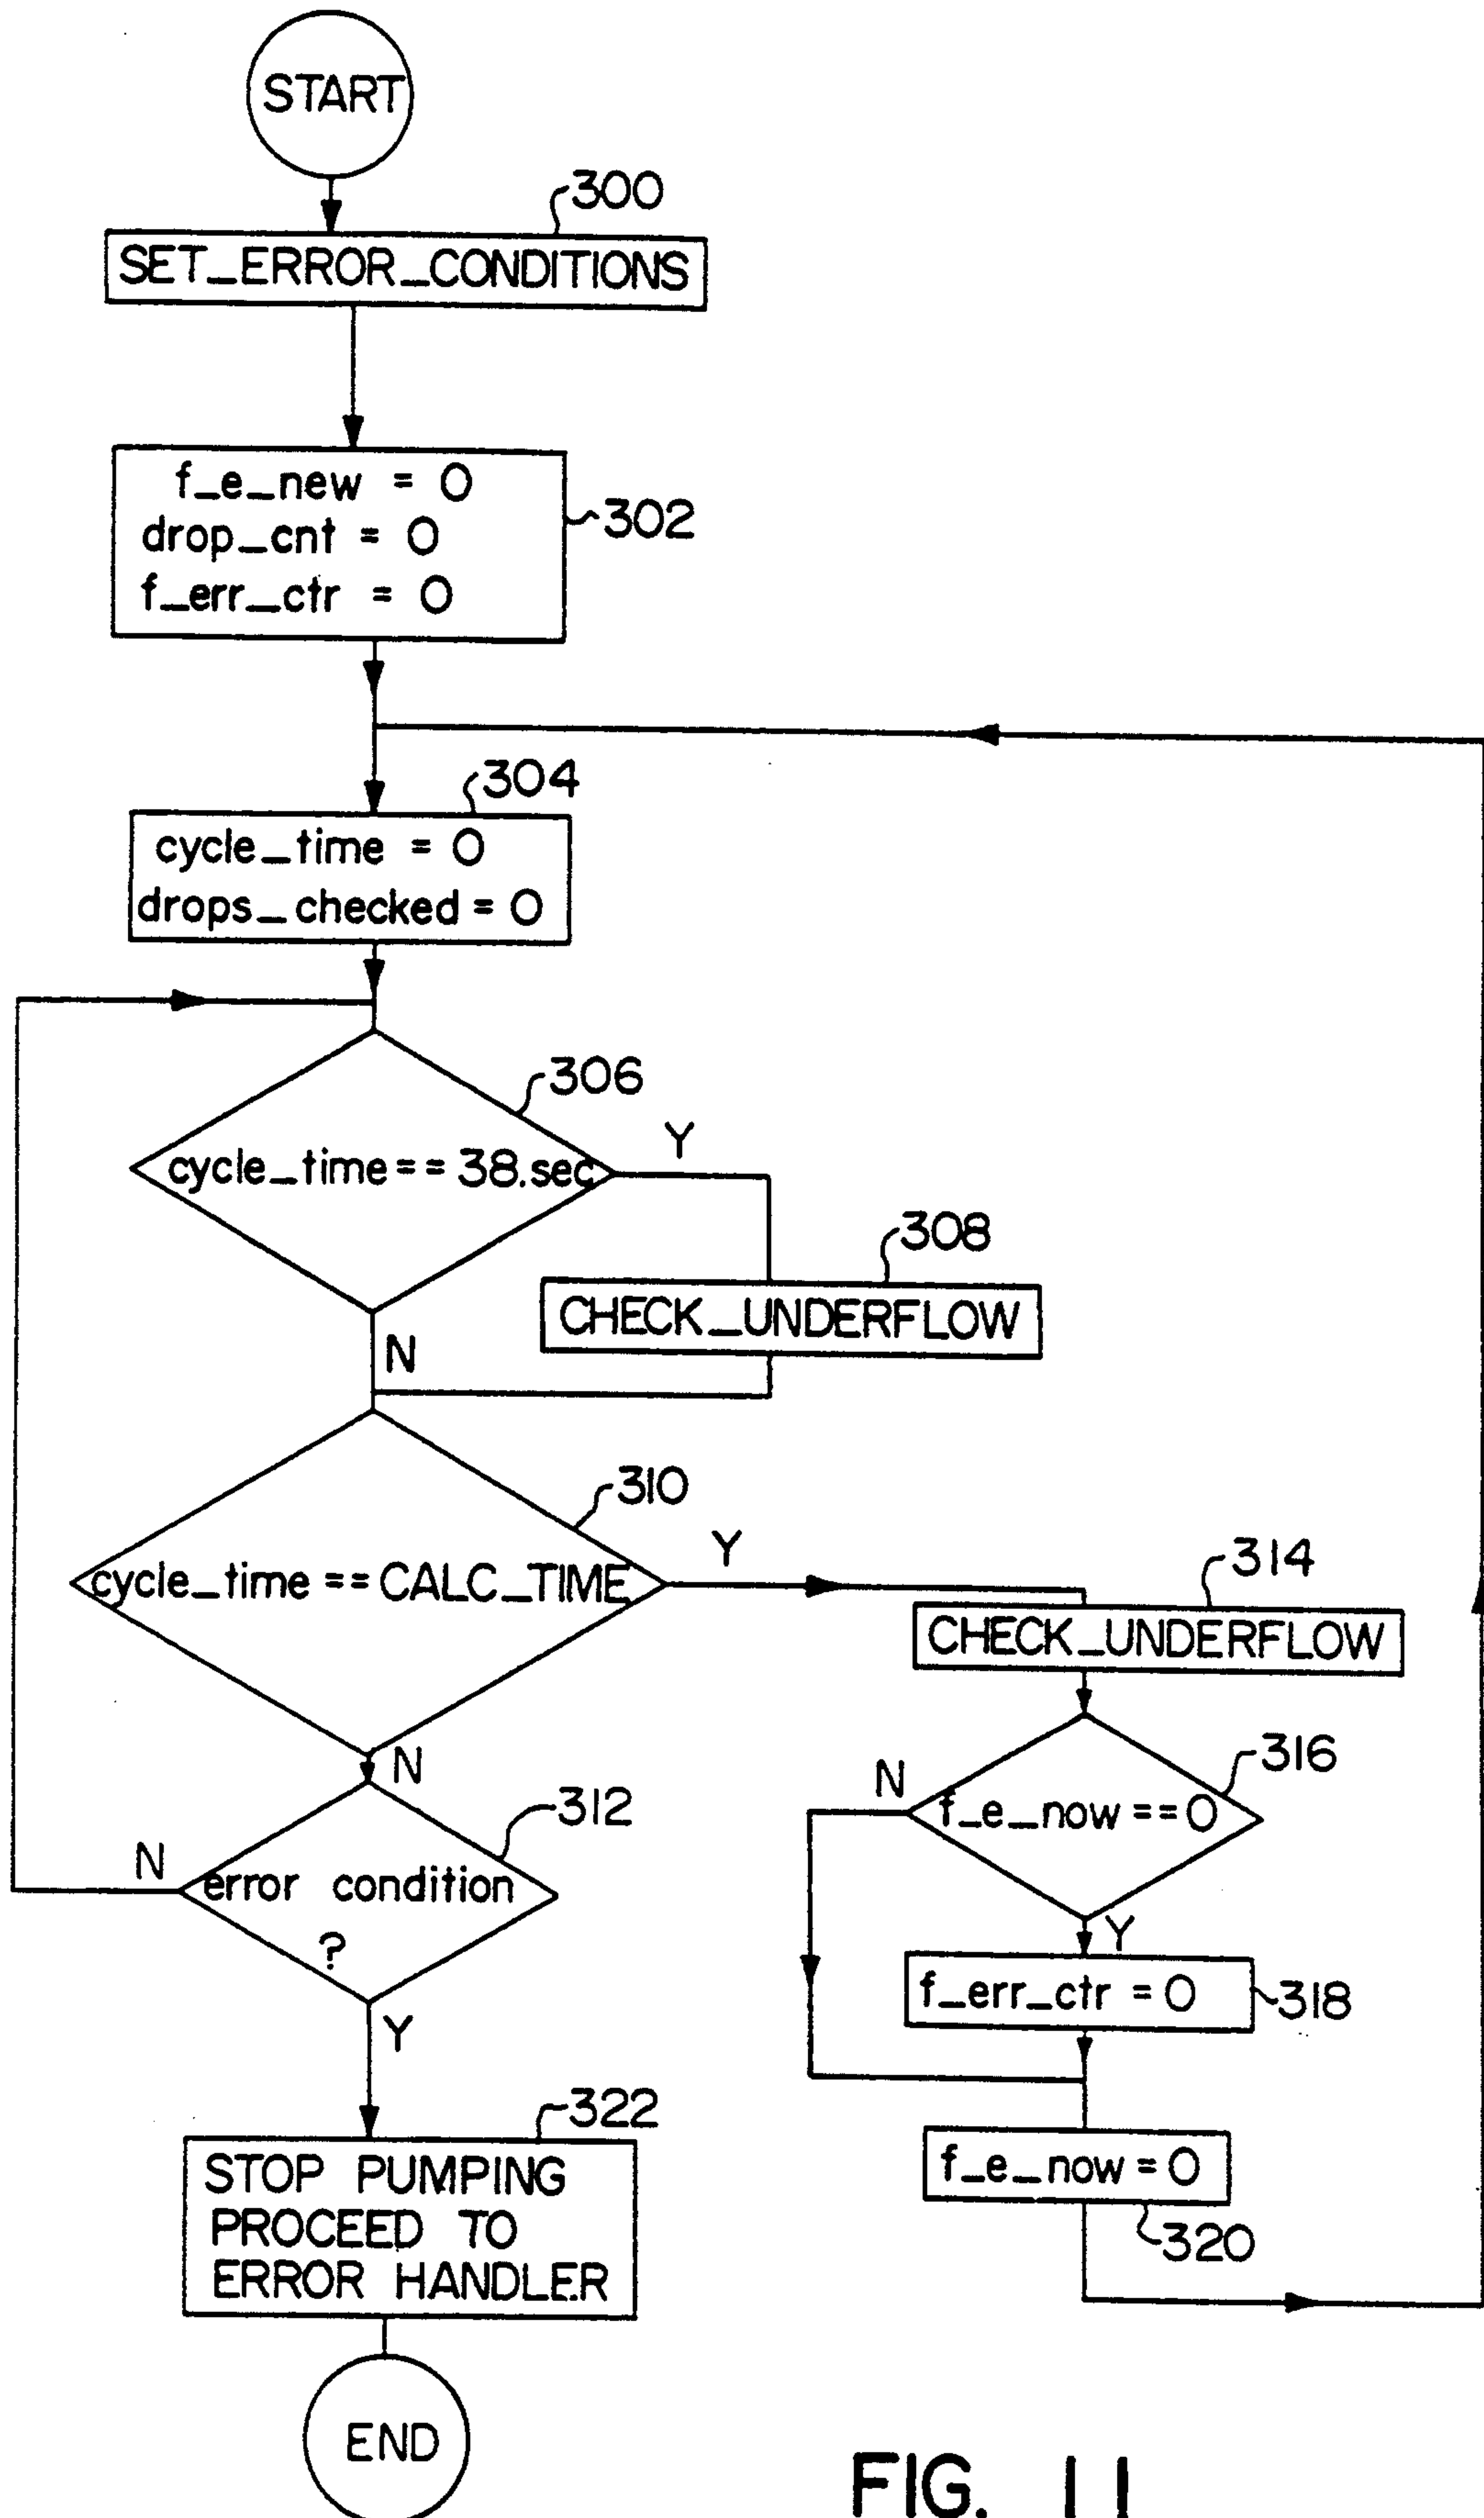 START
300
SET_ERROR_CONDITIONS
f_e_new = 0
drop_cnt = 0
f_err_ctr = 0
302
304
cycle_time = 0
drops_checked = 0
306
cycle_time == 38.sec
Y
308
CHECK_UNDERFLOW
N
310
cycle_time == CALC_TIME
Y
314
CHECK_UNDERFLOW
N
312
error condition
?
N
Y
316
f_e_now == 0
N
Y
f_err_ctr = 0
318
322
STOP PUMPING
PROCEED TO
ERROR HANDLER
f_e_now = 0
320
END
FIG. 11